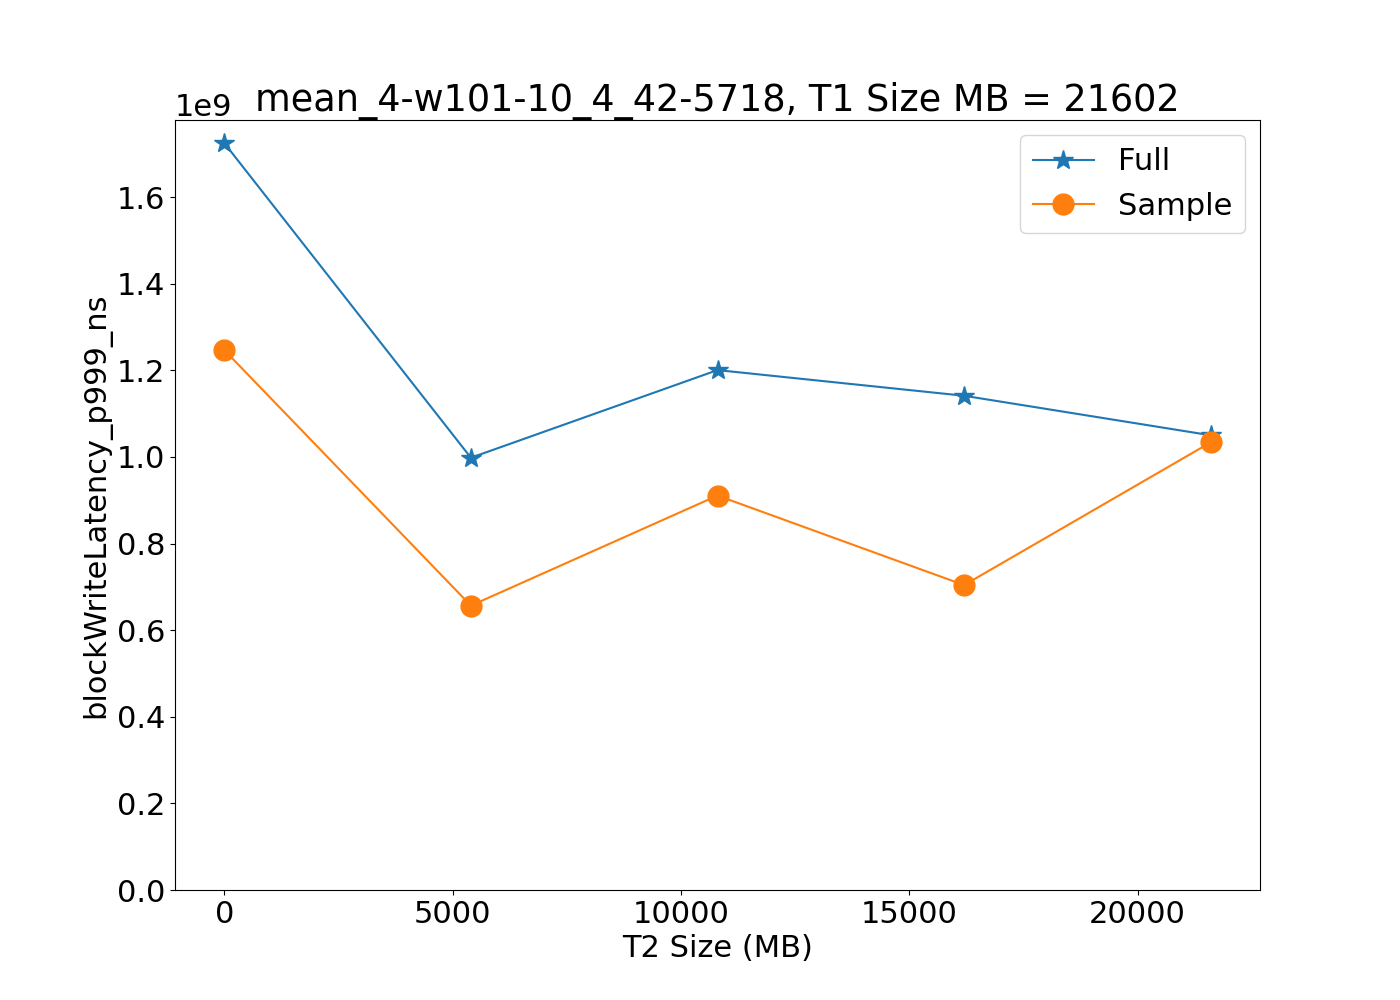 1e9
mean_4-w101-10_4_42-5718, T1 Size MB = 21602
Full
Sample
blockWriteLatency_p999_ns
1.6
1.4
1.2
1.0
0.8
0.6
0.4
0.2
0.0
0 5000 10000 15000 20000
T2 Size (MB)